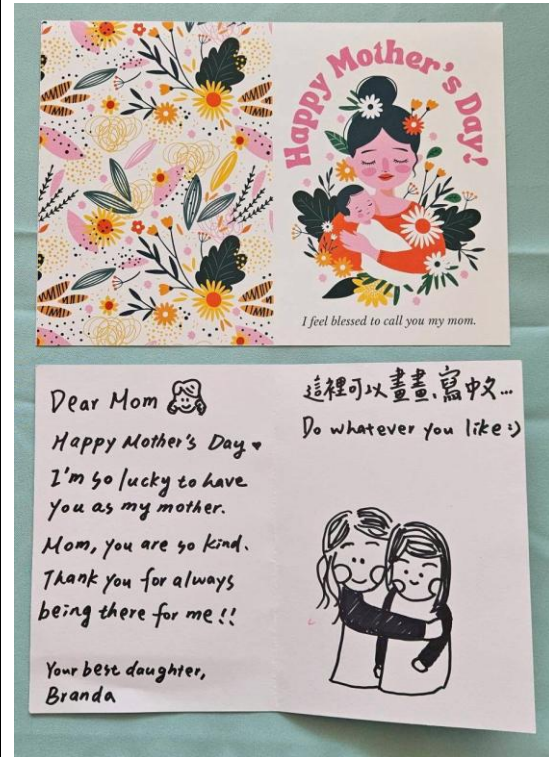 Happy Mother's Day!
I feel blessed to call you my mom.
Dear Mom
Happy Mother's Day
I'm so lucky to have
you as my mother.
Mom, you are so kind.
Thank you for always
being there for me!!
Your best daughter,
Branda
這裡可以畫畫、寫中文...
Do whatever you like :)